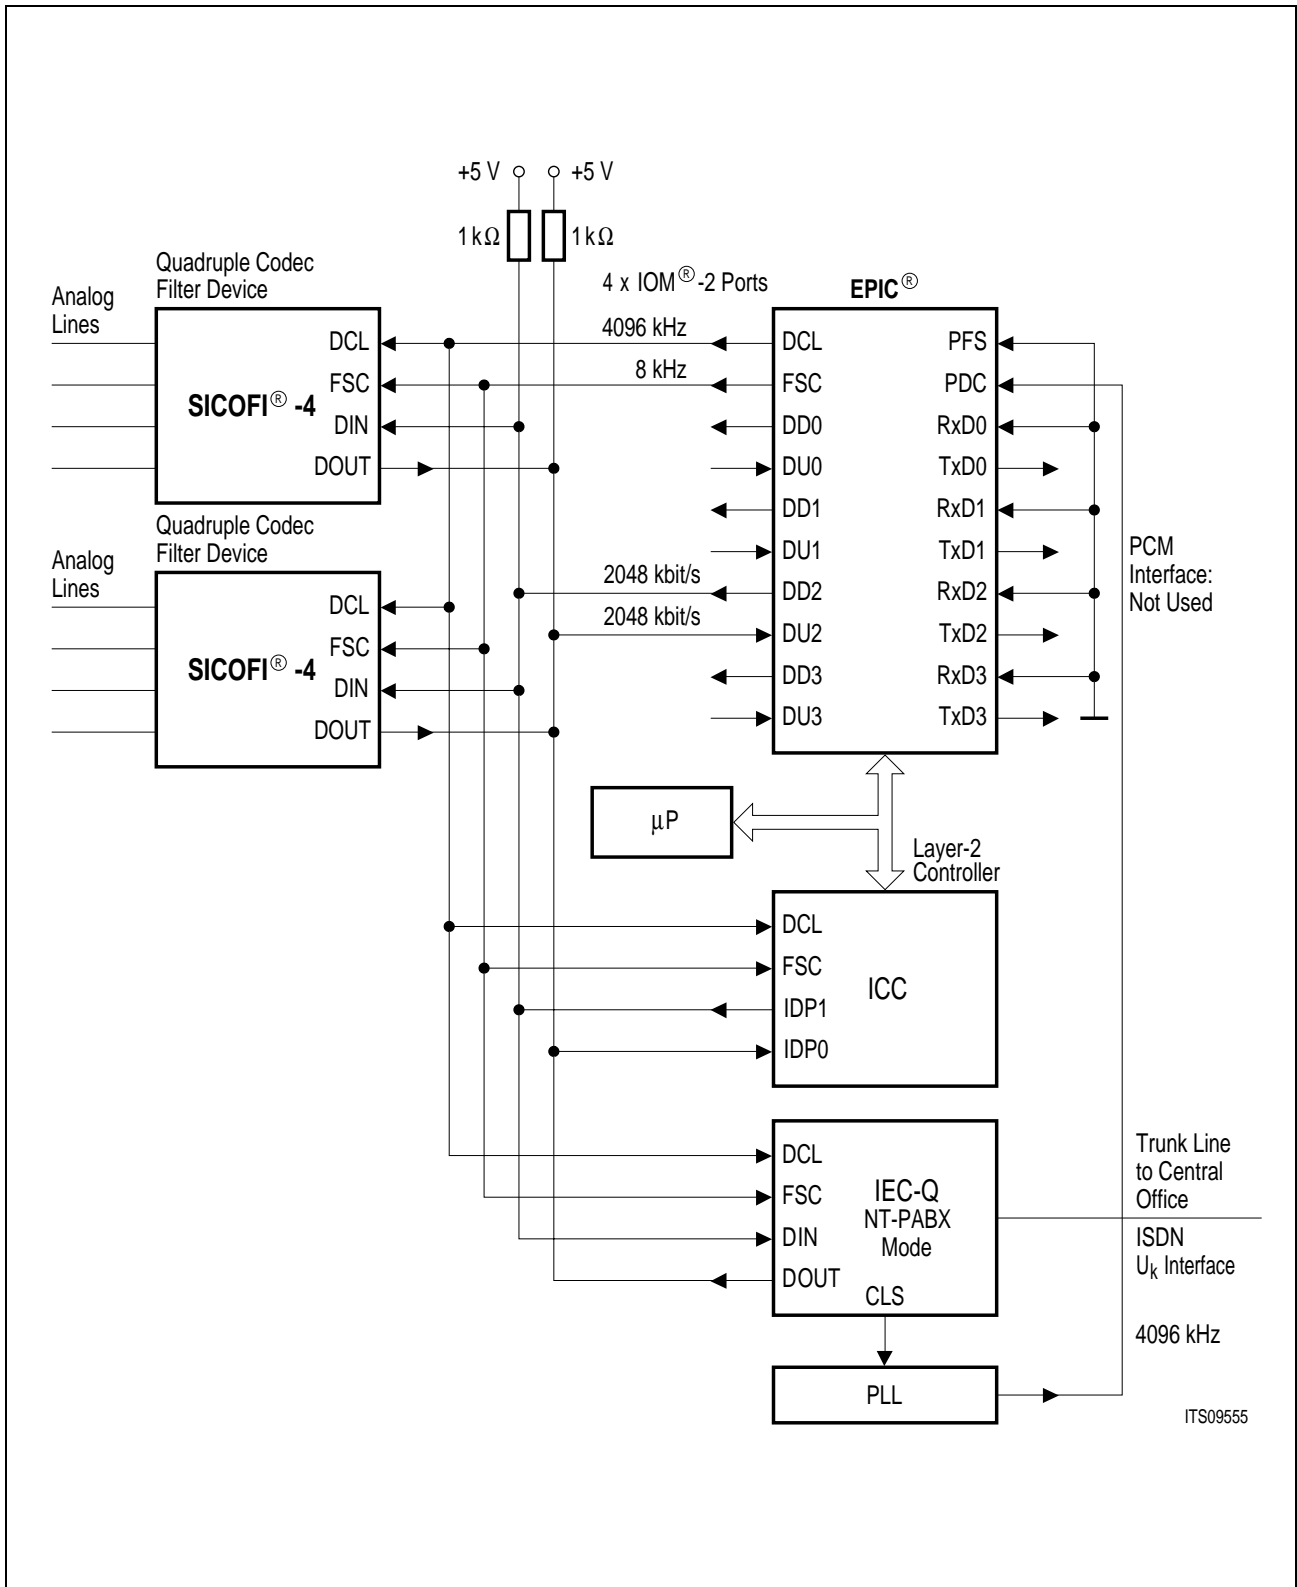 +5 V
+5 V
1 kΩ
1 kΩ
Quadruple Codec
Filter Device
Analog
Lines
SICOFI® -4
DCL
FSC
DIN
DOUT
Quadruple Codec
Filter Device
Analog
Lines
SICOFI® -4
DCL
FSC
DIN
DOUT
4 x IOM®-2 Ports
4096 kHz
8 kHz
2048 kbit/s
2048 kbit/s
EPIC®
DCL
FSC
DD0
DU0
DD1
DU1
DD2
DU2
DD3
DU3
PFS
PDC
RxD0
TxD0
RxD1
TxD1
RxD2
TxD2
RxD3
TxD3
PCM
Interface:
Not Used
μP
Layer-2
Controller
DCL
FSC
IDP1
IDP0
ICC
DCL
FSC
DIN
DOUT
IEC-Q
NT-PABX
Mode
CLS
Trunk Line
to Central
Office
ISDN
Uk Interface
4096 kHz
PLL
ITS09555